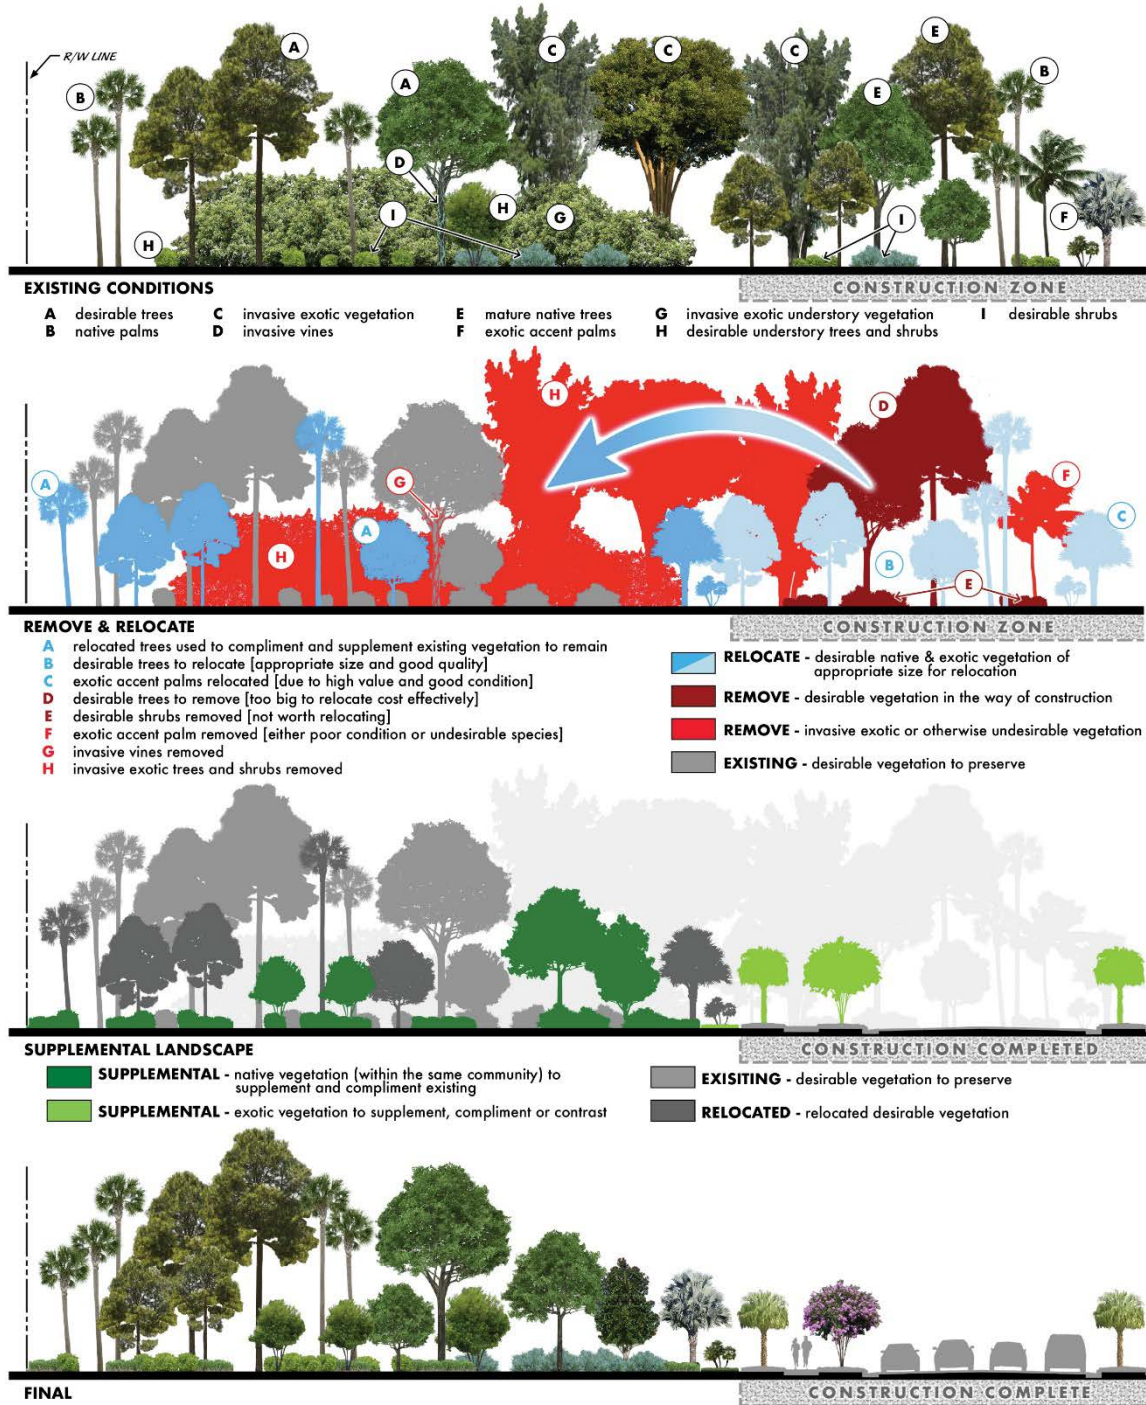 R/W LINE
A
B
A
C
C
C
E
E
B
D
H
I
H
G
I
F
EXISTING CONDITIONS
CONSTRUCTION ZONE
A desirable trees
B native palms
C invasive exotic vegetation
D invasive vines
E mature native trees
F exotic accent palms
G invasive exotic understory vegetation
H desirable understory trees and shrubs
I desirable shrubs
H
D
A
G
F
C
A
H
B
E
REMOVE & RELOCATE
CONSTRUCTION ZONE
A relocated trees used to compliment and supplement existing vegetation to remain
B desirable trees to relocate [appropriate size and good quality]
C exotic accent palms relocated [due to high value and good condition]
D desirable trees to remove [too big to relocate cost effectively]
E desirable shrubs removed [not worth relocating]
F exotic accent palm removed [either poor condition or undesirable species]
G invasive vines removed
H invasive exotic trees and shrubs removed
RELOCATE - desirable native & exotic vegetation of
appropriate size for relocation
REMOVE - desirable vegetation in the way of construction
REMOVE - invasive exotic or otherwise undesirable vegetation
EXISTING - desirable vegetation to preserve
SUPPLEMENTAL LANDSCAPE
CONSTRUCTION COMPLETED
SUPPLEMENTAL - native vegetation (within the same community) to
supplement and compliment existing
SUPPLEMENTAL - exotic vegetation to supplement, compliment or contrast
EXISITING - desirable vegetation to preserve
RELOCATED - relocated desirable vegetation
FINAL
CONSTRUCTION COMPLETE